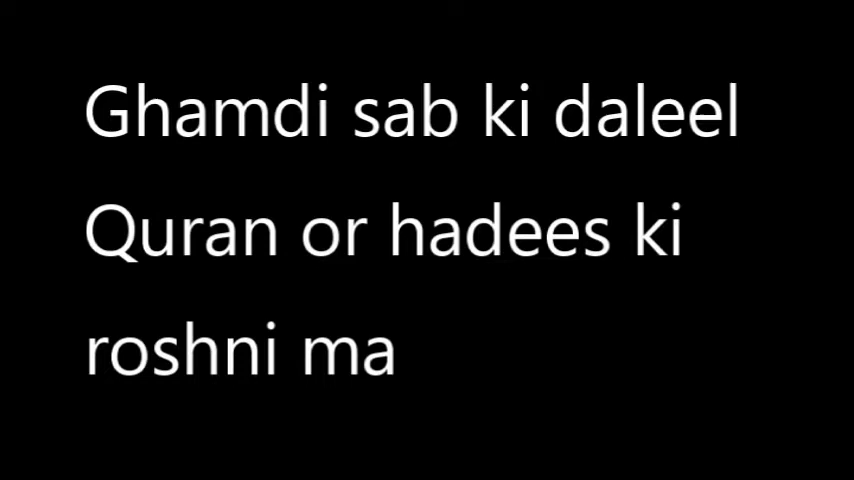 Ghamdi sab ki daleel
Quran or hadees ki
roshni ma